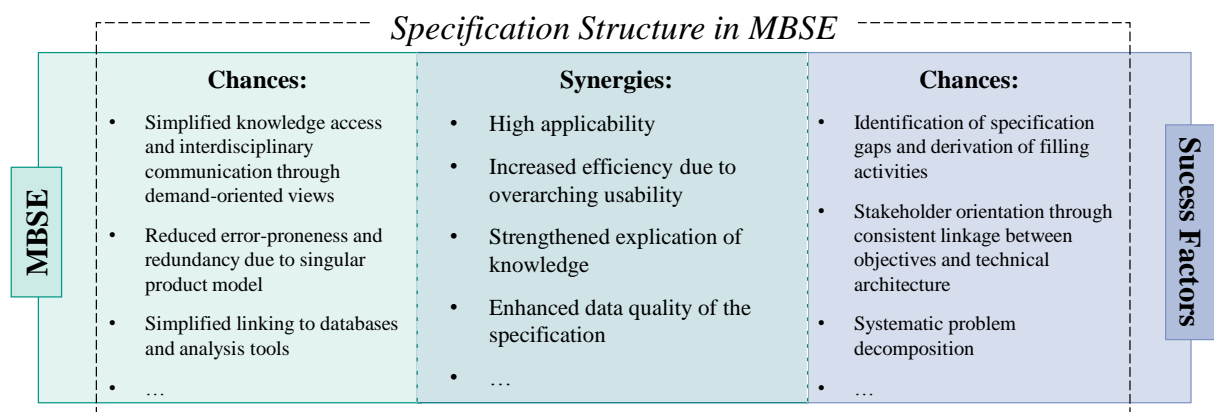 Specification Structure in MBSE
MBSE
Chances:
• Simplified knowledge access
and interdisciplinary
communication through
demand-oriented views
• Reduced error-proneness and
redundancy due to singular
product model
• Simplified linking to databases
and analysis tools
• …
Synergies:
• High applicability
• Increased efficiency due to
overarching usability
• Strengthened explication of
knowledge
• Enhanced data quality of the
specification
• …
Chances:
• Identification of specification
gaps and derivation of filling
activities
• Stakeholder orientation through
consistent linkage between
objectives and technical
architecture
• Systematic problem
decomposition
• …
Sucess Factors